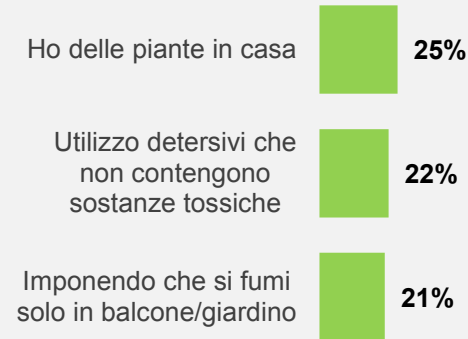 Ho delle piante in casa
25%
Utilizzo detersivi che
non contengono
sostanze tossiche
22%
Imponendo che si fumi
solo in balcone/giardino
21%